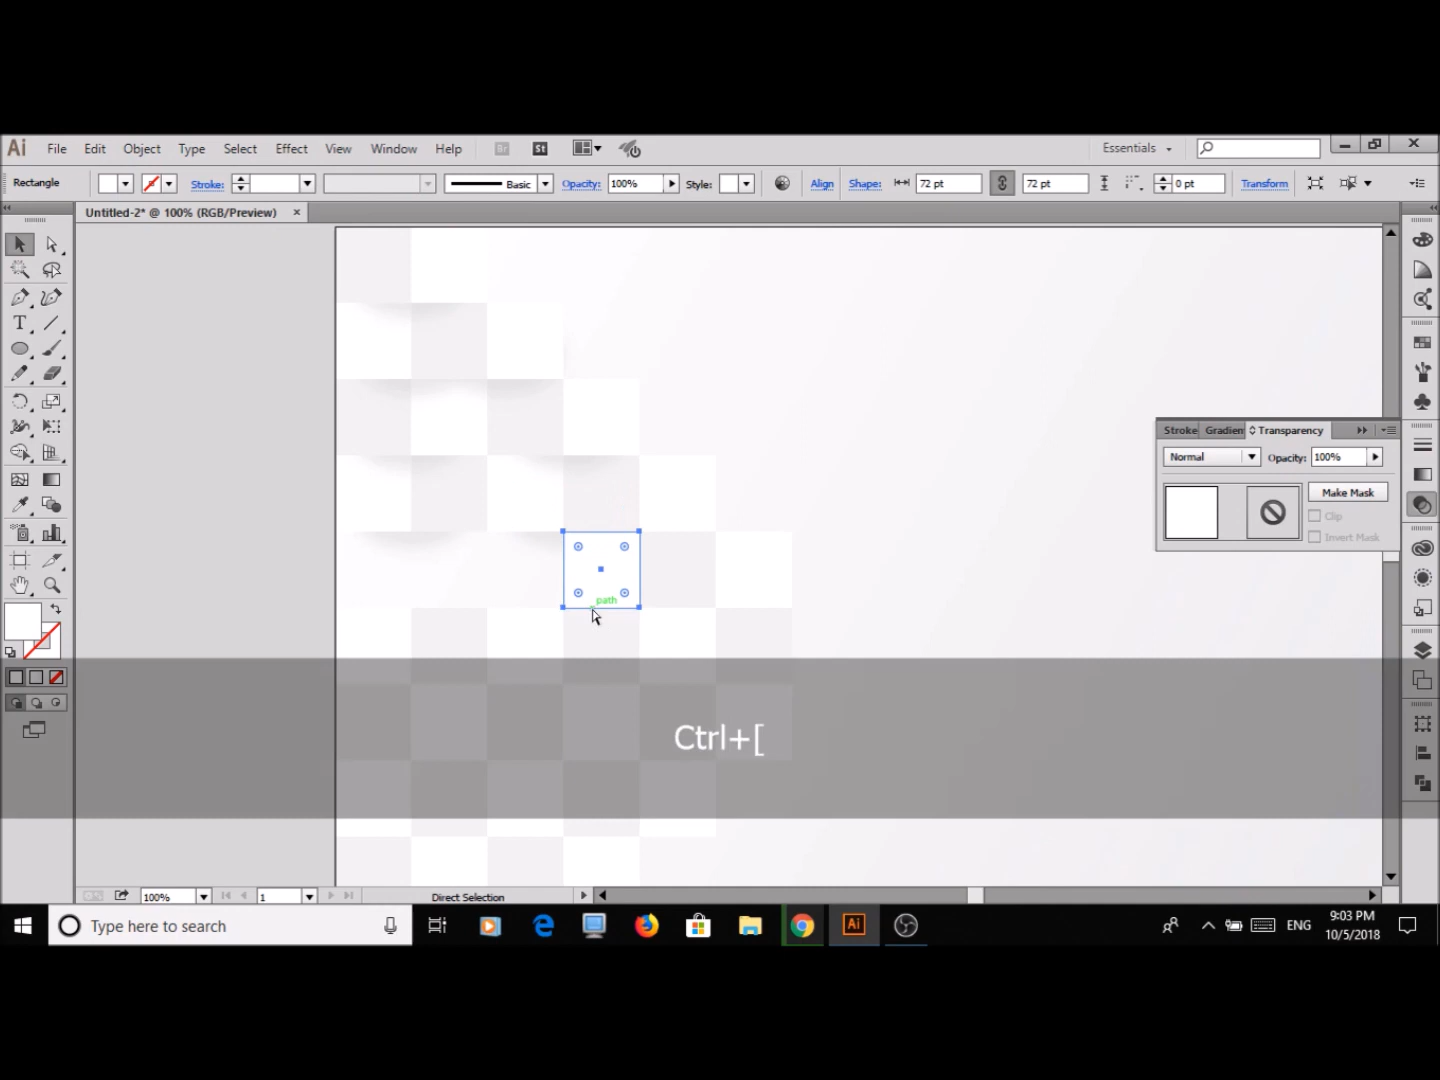 Ai File Edit Object Type Select Effect View Window Help Br St Essentials
Rectangle Stroke: Basic Opacity: 100% Style: Align Shape: 72 pt 72 pt 0 pt Transform
Untitled-2* @ 100% (RGB/Preview) ×
Stroke Gradien Transparency
Normal Opacity: 100%
Make Mask
Clip
Invert Mask
path
Ctrl+[
100% 1 Direct Selection
Type here to search
Ai
ENG
9:03 PM
10/5/2018